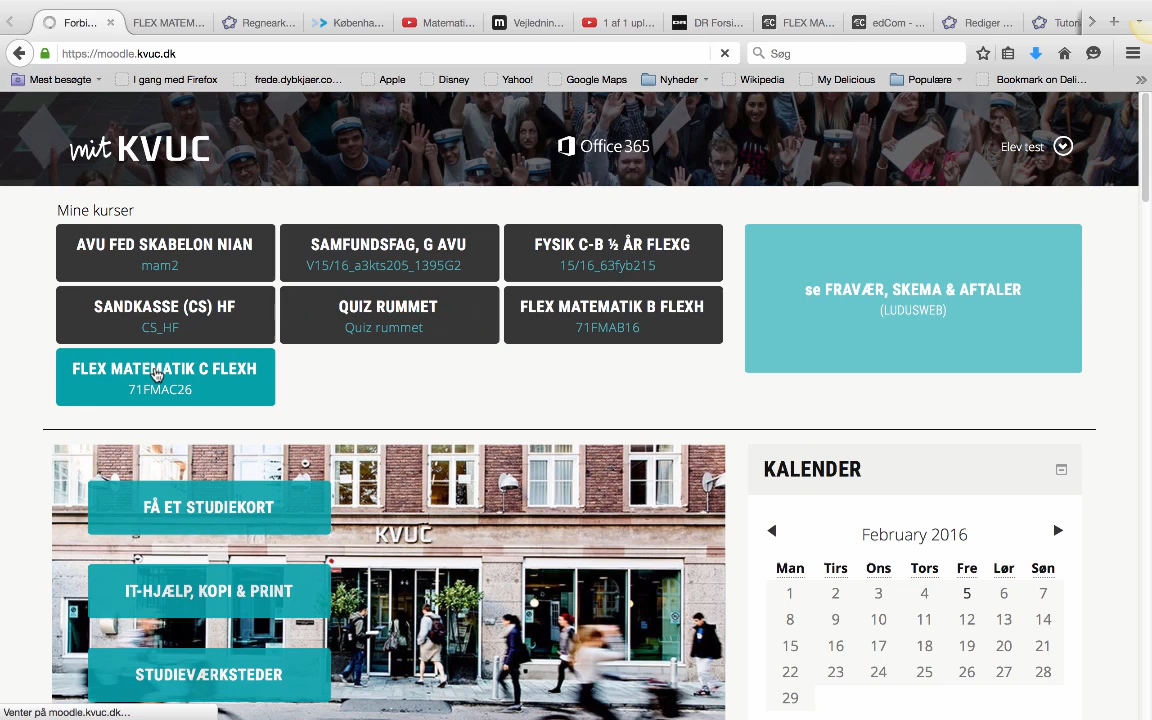 Forbi...
FLEX MATEM...
Regneark...
Københa...
Matemati...
Vejlednin...
1 af 1 upl...
DR Forsi...
FLEX MA...
edCom - ...
Rediger ...
Tutori
https://moodle.kvuc.dk
Søg
Mest besøgte
I gang med Firefox
frede.dybkjaer.co...
Apple
Disney
Yahoo!
Google Maps
Nyheder
Wikipedia
My Delicious
Populære
Bookmark on Deli...
mit KVUC
Office 365
Elev test
Mine kurser
AVU FED SKABELON NIAN
mam2
SAMFUNDSFAG, G AVU
V15/16_a3kts205_1395G2
FYSIK C-B ½ ÅR FLEXG
15/16_63fyb215
SANDKASSE (CS) HF
CS_HF
QUIZ RUMMET
Quiz rummet
FLEX MATEMATIK B FLEXH
71FMAB16
FLEX MATEMATIK C FLEXH
71FMAC26
se FRAVÆR, SKEMA & AFTALER
(LUDUSWEB)
FÅ ET STUDIEKORT
KVUC
IT-HJÆLP, KOPI & PRINT
STUDIEVÆRKSTEDER
KALENDER
February 2016
Man Tirs Ons Tors Fre Lør Søn
1 2 3 4 5 6 7
8 9 10 11 12 13 14
15 16 17 18 19 20 21
22 23 24 25 26 27 28
29
Venter på moodle.kvuc.dk...